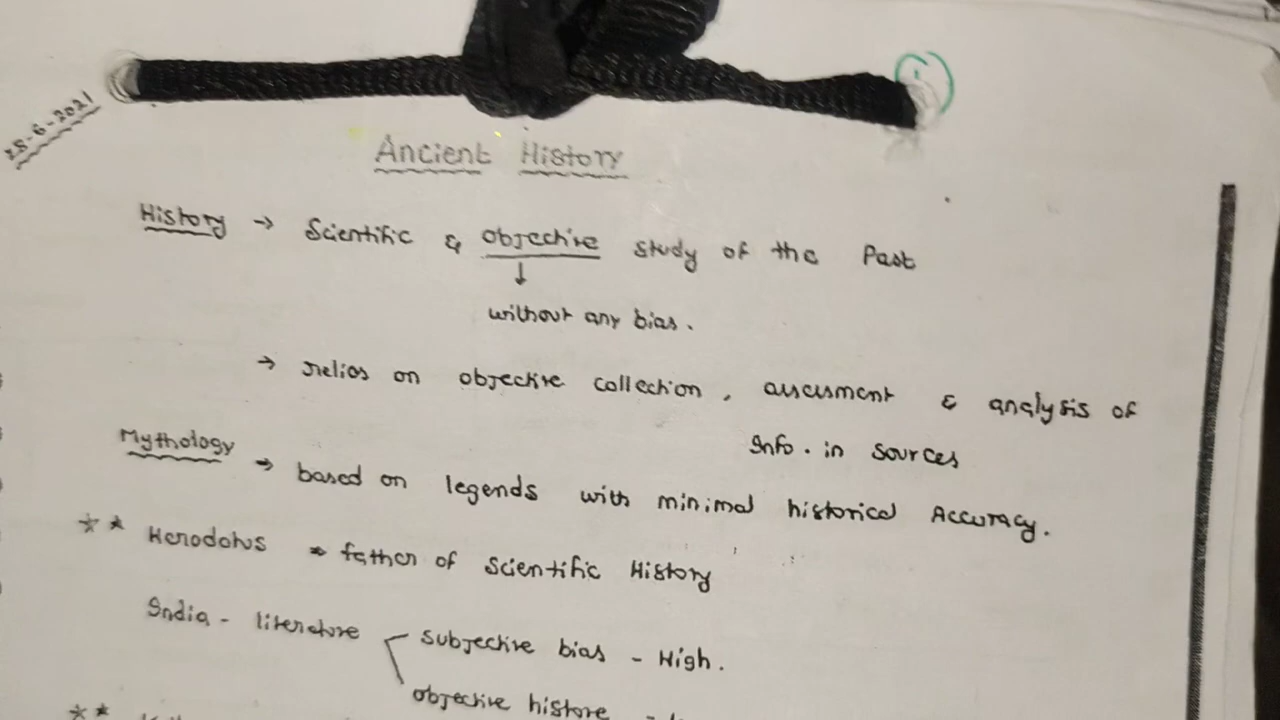 25-6-2021
Ancient History
History → Scientific & Objective study of the Past
↓
without any bias.
→ relies on objective collection, assesment & analysis of
Info. in sources
Mythology → based on legends with minimal historical Accuracy.
** Herodotus → father of Scientific History
India - literature
subjective bias - High.
objective histore -
**